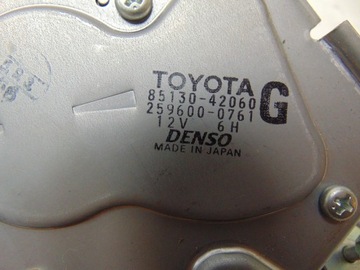 TOYOTA G
85130-42060
259600-0761
12V 6H
DENSO
MADE IN JAPAN